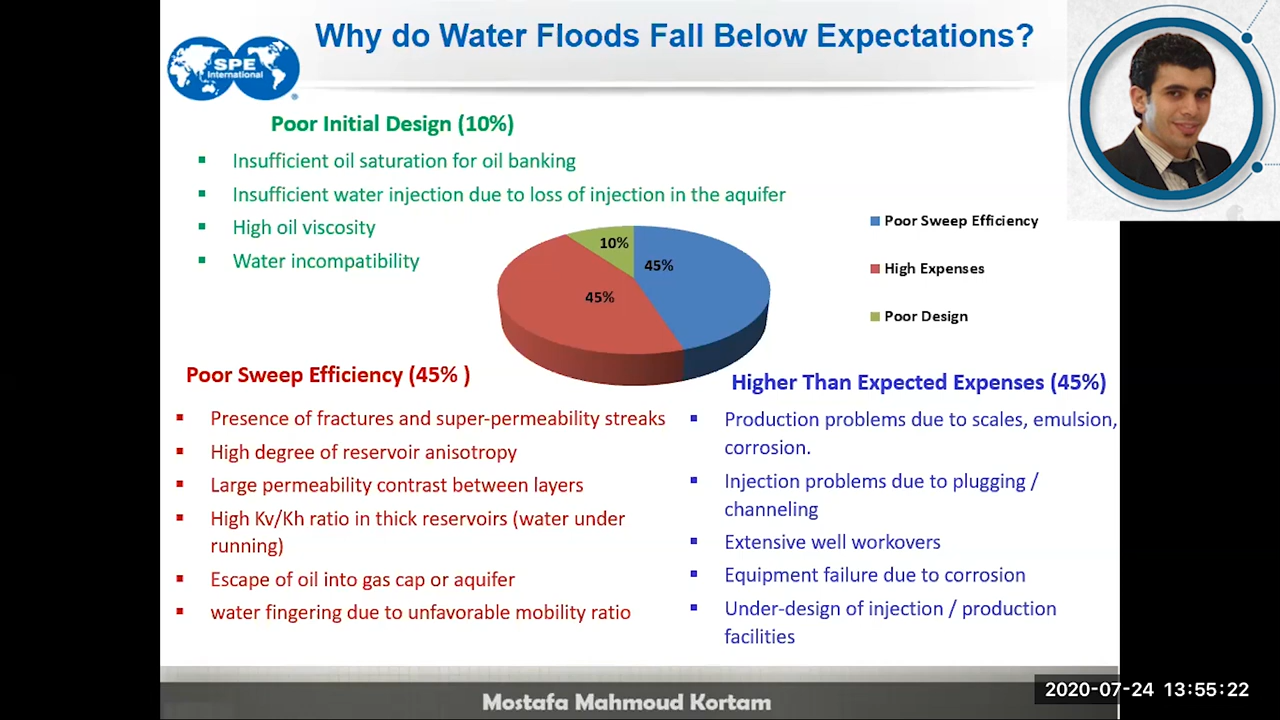 Why do Water Floods Fall Below Expectations?
SPE
International
Poor Initial Design (10%)
Insufficient oil saturation for oil banking
Insufficient water injection due to loss of injection in the aquifer
High oil viscosity
Water incompatibility
10%
45%
45%
Poor Sweep Efficiency
High Expenses
Poor Design
Poor Sweep Efficiency (45% )
Presence of fractures and super-permeability streaks
High degree of reservoir anisotropy
Large permeability contrast between layers
High Kv/Kh ratio in thick reservoirs (water under
running)
Escape of oil into gas cap or aquifer
water fingering due to unfavorable mobility ratio
Higher Than Expected Expenses (45%)
Production problems due to scales, emulsion,
corrosion.
Injection problems due to plugging /
channeling
Extensive well workovers
Equipment failure due to corrosion
Under-design of injection / production
facilities
Mostafa Mahmoud Kortam
2020-07-24 13:55:22